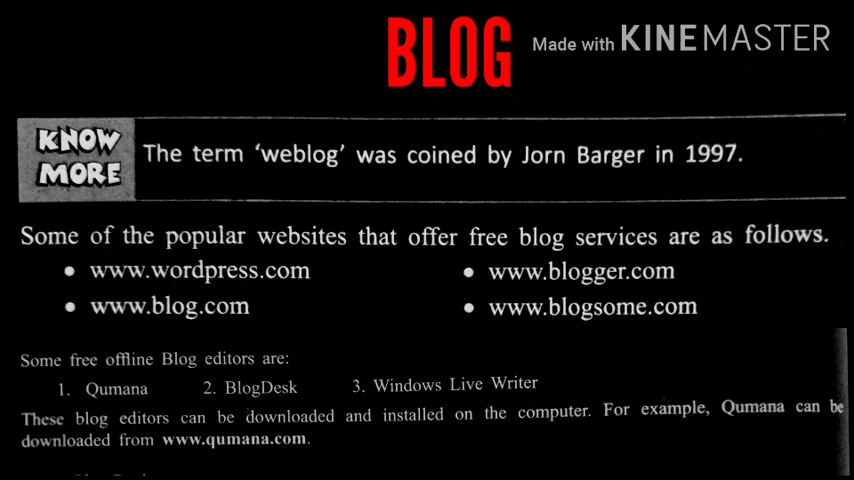 BLOG
Made with KINEMASTER
KNOW
MORE
The term ‘weblog’ was coined by Jorn Barger in 1997.
Some of the popular websites that offer free blog services are as follows.
• www.wordpress.com
• www.blogger.com
• www.blog.com
• www.blogsome.com
Some free offline Blog editors are:
1. Qumana 2. BlogDesk 3. Windows Live Writer
These blog editors can be downloaded and installed on the computer. For example, Qumana can be
downloaded from www.qumana.com.